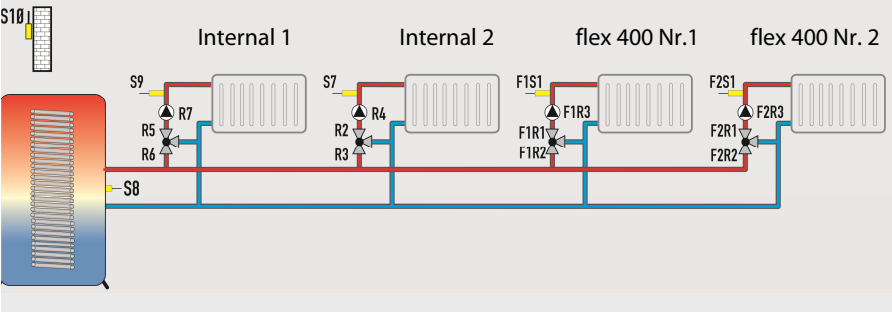 S1Ø
Internal 1
Internal 2
flex 400 Nr.1
flex 400 Nr. 2
S9
S7
F1S1
F2S1
R7
R4
F1R3
F2R3
R5
R2
F1R1
F2R1
R6
R3
F1R2
F2R2
S8